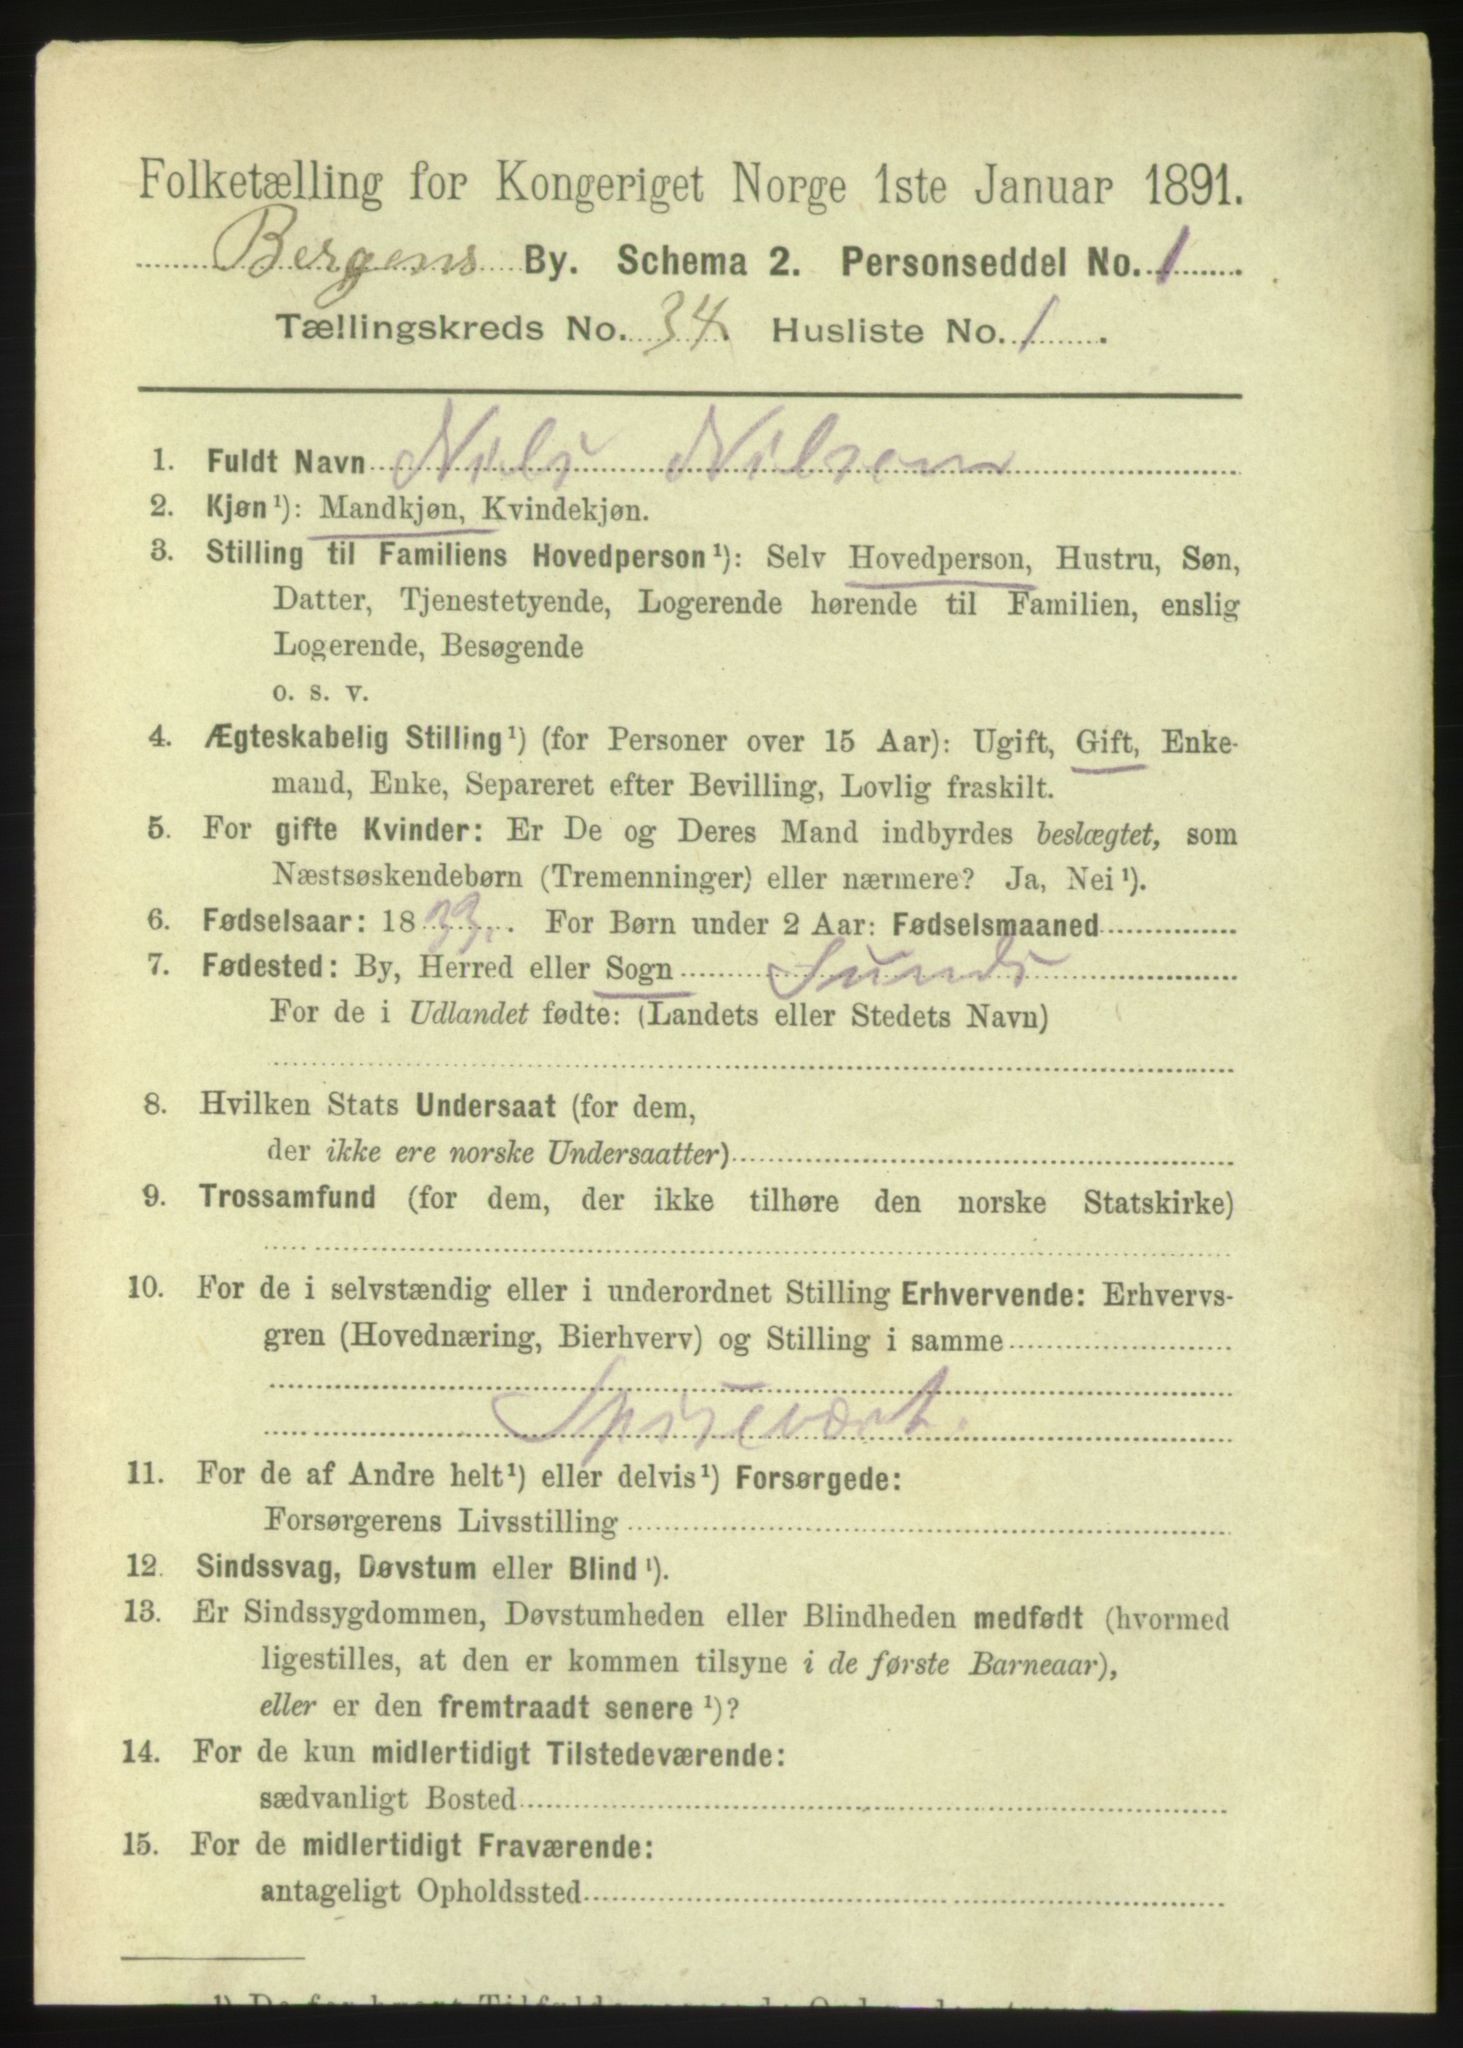 Folketælling for Kongeriget Norge 1ste Januar 1891.
Bergens By. Schema 2. Personseddel No. 1.
Tællingskreds No. 34. Husliste No. 1.
1. Fuldt Navn Niels Nilsen
2. Kjøn¹): Mandkjøn, Kvindekjøn.
3. Stilling til Familiens Hovedperson¹): Selv Hovedperson, Hustru, Søn,
Datter, Tjenestetyende, Logerende hørende til Familien, enslig
Logerende, Besøgende
o. s. v.
4. Ægteskabelig Stilling¹) (for Personer over 15 Aar): Ugift, Gift, Enke-
mand, Enke, Separeret efter Bevilling, Lovlig fraskilt.
5. For gifte Kvinder: Er De og Deres Mand indbyrdes beslægtet, som
Næstsøskendebørn (Tremenninger) eller nærmere? Ja, Nei¹).
6. Fødselsaar: 1833. For Børn under 2 Aar: Fødselsmaaned
7. Fødested: By, Herred eller Sogn Sunds
For de i Udlandet fødte: (Landets eller Stedets Navn)
8. Hvilken Stats Undersaat (for dem,
der ikke ere norske Undersaatter)
9. Trossamfund (for dem, der ikke tilhøre den norske Statskirke)
10. For de i selvstændig eller i underordnet Stilling Erhvervende: Erhvervs-
gren (Hovednæring, Bierhverv) og Stilling i samme
Spisevært.
11. For de af Andre helt¹) eller delvis¹) Forsørgede:
Forsørgerens Livsstilling
12. Sindssvag, Døvstum eller Blind¹).
13. Er Sindssygdommen, Døvstumheden eller Blindheden medfødt (hvormed
ligestilles, at den er kommen tilsyne i de første Barneaar),
eller er den fremtraadt senere¹)?
14. For de kun midlertidigt Tilstedeværende:
sædvanligt Bosted
15. For de midlertidigt Fraværende:
antageligt Opholdssted